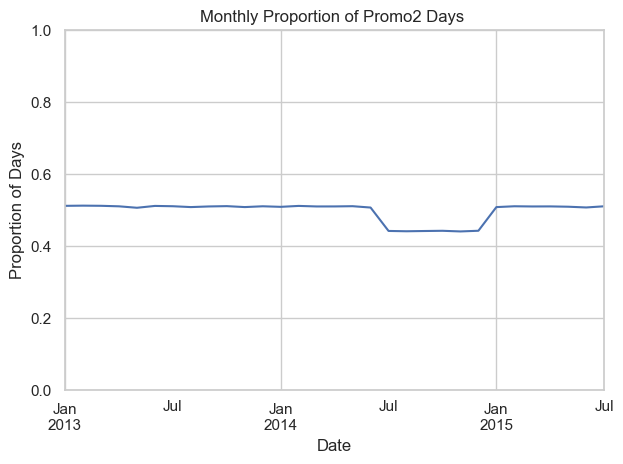 Monthly Proportion of Promo2 Days
1.0
0.8
0.6
0.4
0.2
0.0
Proportion of Days
Jan Jul Jan Jul Jan Jul
2013 2014 2015
Date